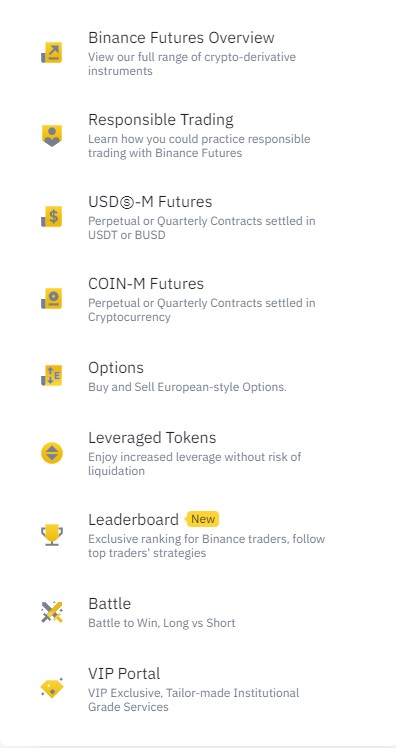 Binance Futures Overview
View our full range of crypto-derivative
instruments
Responsible Trading
Learn how you could practice responsible
trading with Binance Futures
USDⓈ-M Futures
Perpetual or Quarterly Contracts settled in
USDT or BUSD
COIN-M Futures
Perpetual or Quarterly Contracts settled in
Cryptocurrency
Options
Buy and Sell European-style Options.
Leveraged Tokens
Enjoy increased leverage without risk of
liquidation
Leaderboard New
Exclusive ranking for Binance traders, follow
top traders' strategies
Battle
Battle to Win, Long vs Short
VIP Portal
VIP Exclusive, Tailor-made Institutional
Grade Services